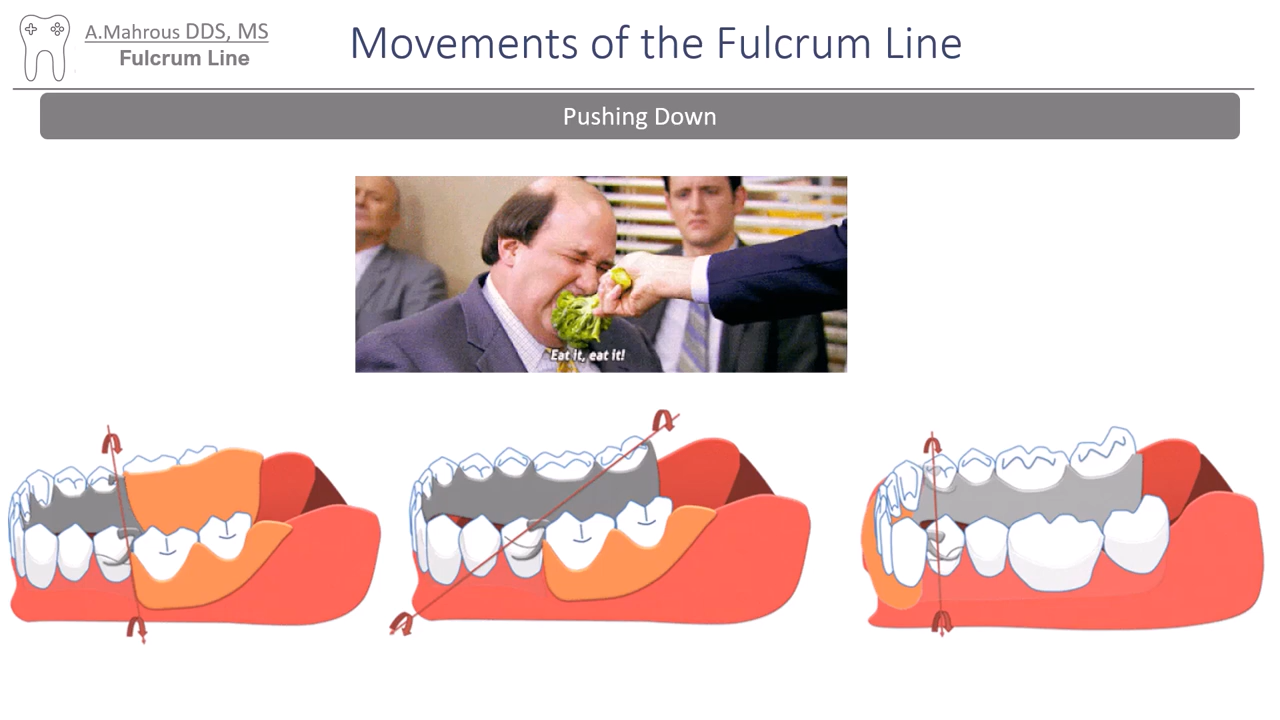 A.Mahrous DDS, MS
Fulcrum Line
Movements of the Fulcrum Line
Pushing Down
Eat it, eat it!